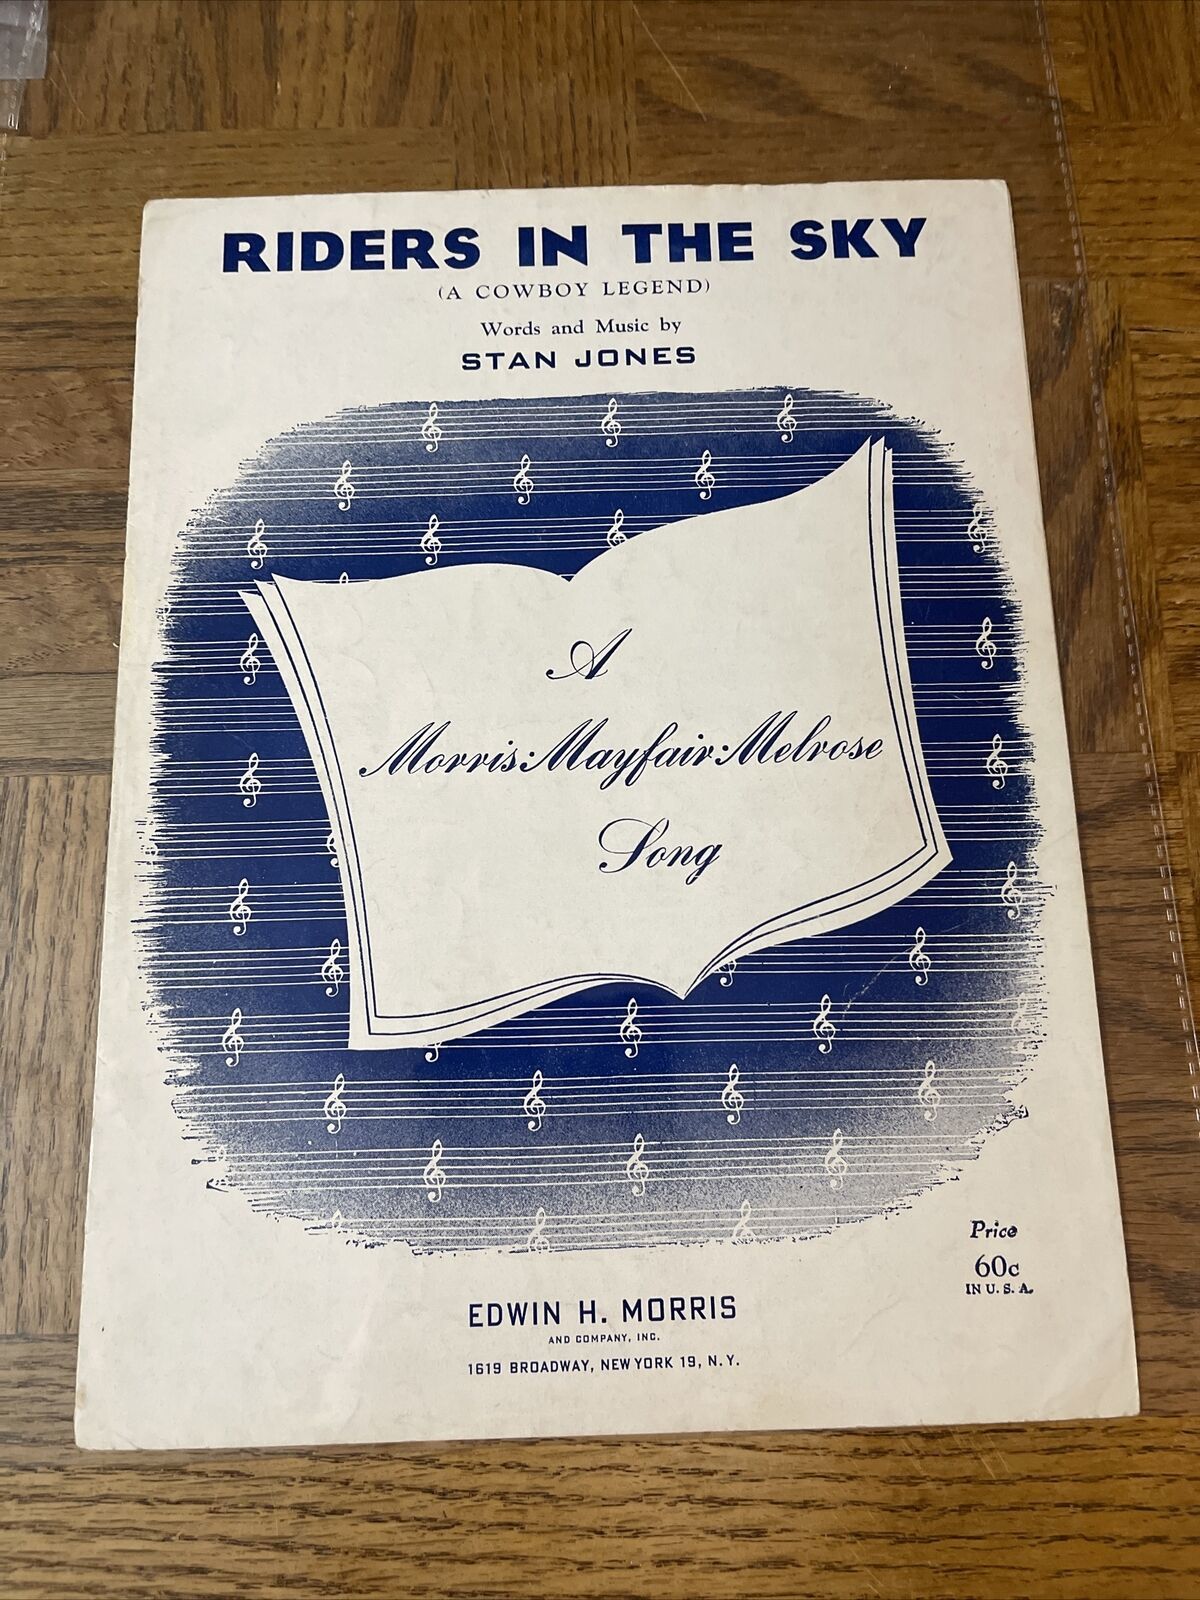 RIDERS IN THE SKY
(A COWBOY LEGEND)
Words and Music by
STAN JONES
A
Morris·Mayfair·Melrose
Song
Price
60c
IN U. S. A.
EDWIN H. MORRIS
AND COMPANY, INC.
1619 BROADWAY, NEW YORK 19, N.Y.